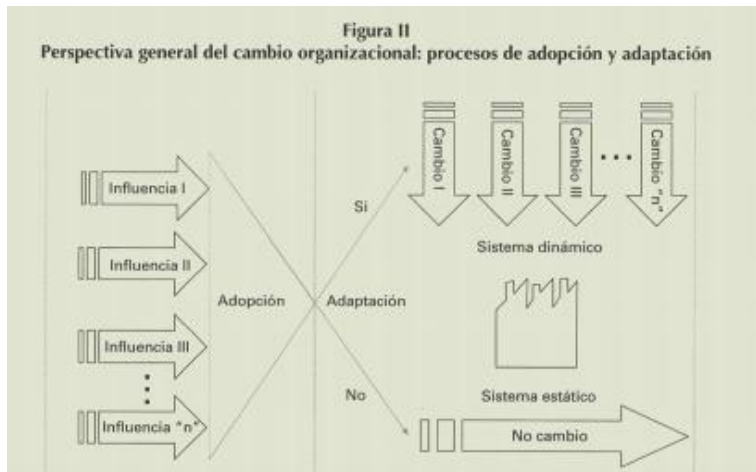 Figura II
Perspectiva general del cambio organizacional: procesos de adopción y adaptación
Influencia I
Influencia II
Influencia III
Influencia "n"
Adopción
Adaptación
Si
No
Cambio I
Cambio II
Cambio III
Cambio "n"
Sistema dinámico
Sistema estático
No cambio